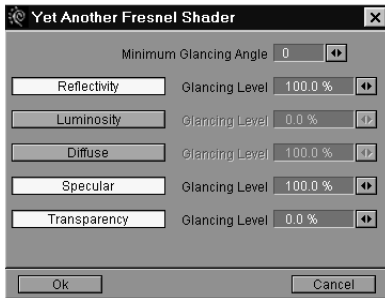 Yet Another Fresnel Shader
Minimum Glancing Angle 0
Reflectivity Glancing Level 100.0 %
Luminosity Glancing Level 0.0 %
Diffuse Glancing Level 100.0 %
Specular Glancing Level 100.0 %
Transparency Glancing Level 0.0 %
Ok Cancel